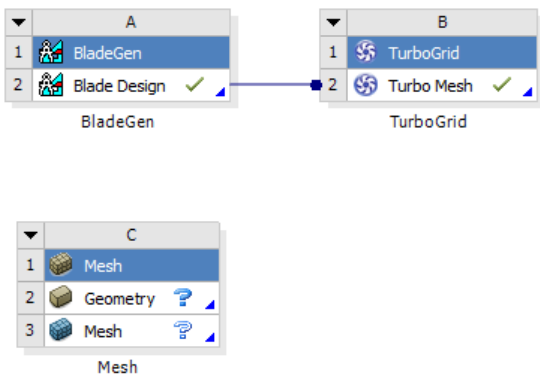 A
1 BladeGen
2 Blade Design
BladeGen
B
1 TurboGrid
2 Turbo Mesh
TurboGrid
C
1 Mesh
2 Geometry ?
3 Mesh ?
Mesh